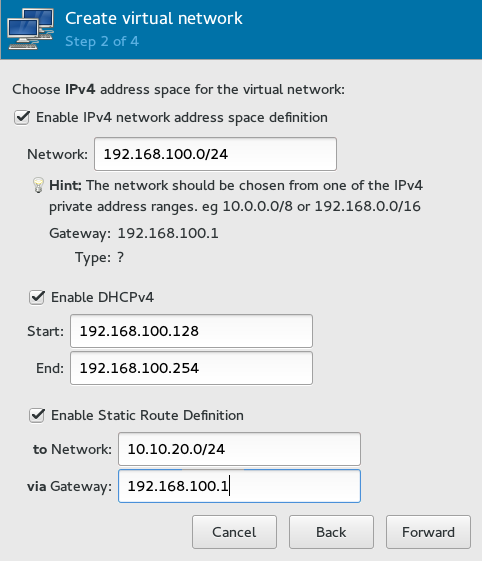 Create virtual network
Step 2 of 4
Choose IPv4 address space for the virtual network:
Enable IPv4 network address space definition
Network: 192.168.100.0/24
Hint: The network should be chosen from one of the IPv4
private address ranges. eg 10.0.0.0/8 or 192.168.0.0/16
Gateway: 192.168.100.1
Type: ?
Enable DHCPv4
Start: 192.168.100.128
End: 192.168.100.254
Enable Static Route Definition
to Network: 10.10.20.0/24
via Gateway: 192.168.100.1
Cancel Back Forward